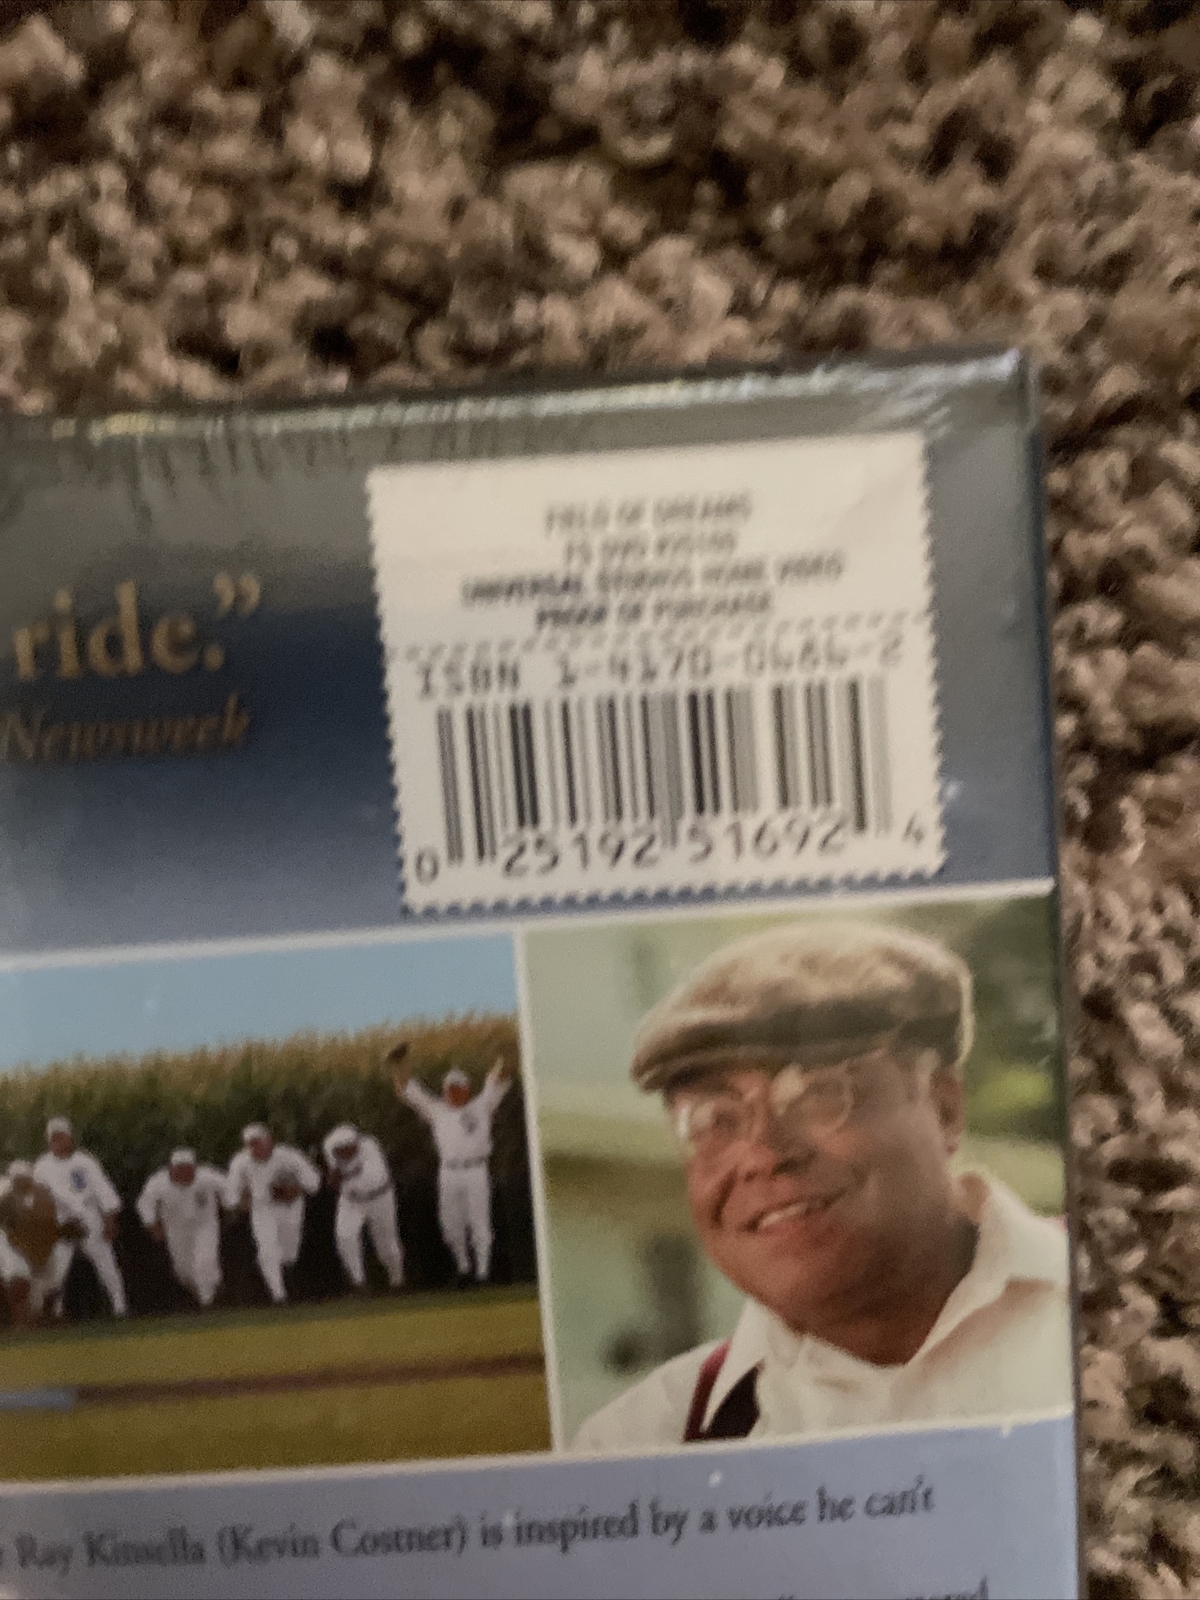 ride.”
Newsweek
FIELD OF DREAMS
UNIVERSAL STUDIOS HOME VIDEO
PROOF OF PURCHASE
ISBN 1-4170-0686-2
0 25192 51692 4
Ray Kinsella (Kevin Costner) is inspired by a voice he can't